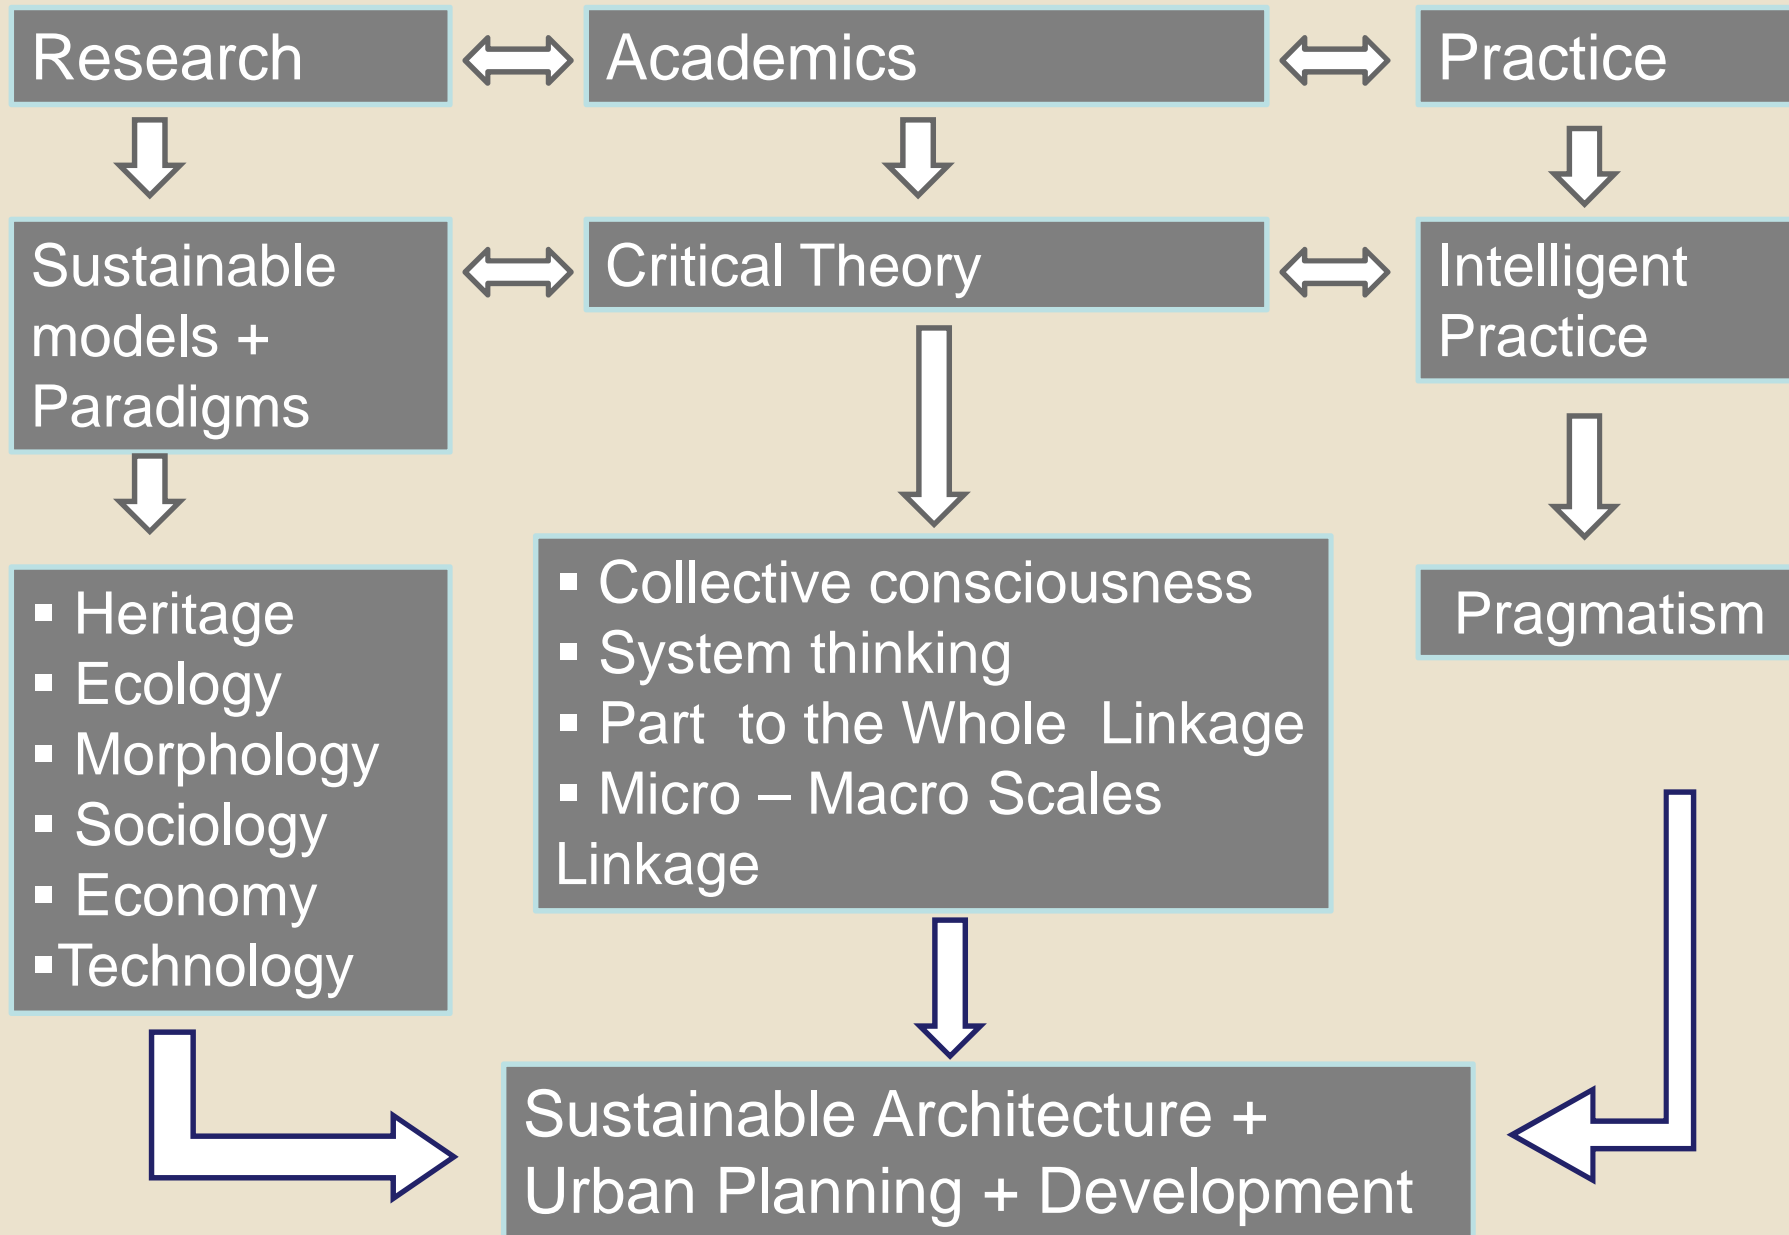 Research
Academics
Practice
Sustainable
models +
Paradigms
Critical Theory
Intelligent
Practice
▪ Heritage
▪ Ecology
▪ Morphology
▪ Sociology
▪ Economy
▪Technology
▪ Collective consciousness
▪ System thinking
▪ Part  to the Whole  Linkage
▪ Micro – Macro Scales
Linkage
Pragmatism
Sustainable Architecture +
Urban Planning + Development